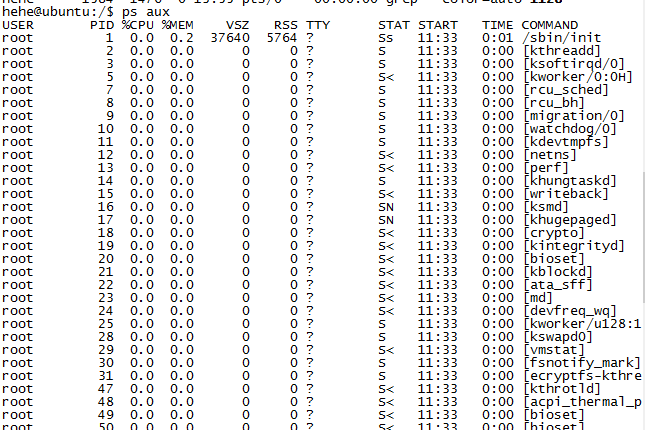 hehe@ubuntu:/$ ps aux
USER PID %CPU %MEM VSZ RSS TTY STAT START TIME COMMAND
root 1 0.0 0.2 37640 5764 ? Ss 11:33 0:01 /sbin/init
root 2 0.0 0.0 0 0 ? S 11:33 0:00 [kthreadd]
root 3 0.0 0.0 0 0 ? S 11:33 0:00 [ksoftirqd/0]
root 5 0.0 0.0 0 0 ? S< 11:33 0:00 [kworker/0:0H]
root 7 0.0 0.0 0 0 ? S 11:33 0:00 [rcu_sched]
root 8 0.0 0.0 0 0 ? S 11:33 0:00 [rcu_bh]
root 9 0.0 0.0 0 0 ? S 11:33 0:00 [migration/0]
root 10 0.0 0.0 0 0 ? S 11:33 0:00 [watchdog/0]
root 11 0.0 0.0 0 0 ? S 11:33 0:00 [kdevtmpfs]
root 12 0.0 0.0 0 0 ? S< 11:33 0:00 [netns]
root 13 0.0 0.0 0 0 ? S< 11:33 0:00 [perf]
root 14 0.0 0.0 0 0 ? S 11:33 0:00 [khungtaskd]
root 15 0.0 0.0 0 0 ? S< 11:33 0:00 [writeback]
root 16 0.0 0.0 0 0 ? SN 11:33 0:00 [ksmd]
root 17 0.0 0.0 0 0 ? SN 11:33 0:00 [khugepaged]
root 18 0.0 0.0 0 0 ? S< 11:33 0:00 [crypto]
root 19 0.0 0.0 0 0 ? S< 11:33 0:00 [kintegrityd]
root 20 0.0 0.0 0 0 ? S< 11:33 0:00 [bioset]
root 21 0.0 0.0 0 0 ? S< 11:33 0:00 [kblockd]
root 22 0.0 0.0 0 0 ? S< 11:33 0:00 [ata_sff]
root 23 0.0 0.0 0 0 ? S< 11:33 0:00 [md]
root 24 0.0 0.0 0 0 ? S< 11:33 0:00 [devfreq_wq]
root 25 0.0 0.0 0 0 ? S 11:33 0:00 [kworker/u128:1
root 28 0.0 0.0 0 0 ? S 11:33 0:00 [kswapd0]
root 29 0.0 0.0 0 0 ? S< 11:33 0:00 [vmstat]
root 30 0.0 0.0 0 0 ? S 11:33 0:00 [fsnotify_mark]
root 31 0.0 0.0 0 0 ? S 11:33 0:00 [ecryptfs-kthre
root 47 0.0 0.0 0 0 ? S< 11:33 0:00 [kthrotld]
root 48 0.0 0.0 0 0 ? S< 11:33 0:00 [acpi_thermal_p
root 49 0.0 0.0 0 0 ? S< 11:33 0:00 [bioset]
root 50 0.0 0.0 0 0 ? S< 11:33 0:00 [bioset]